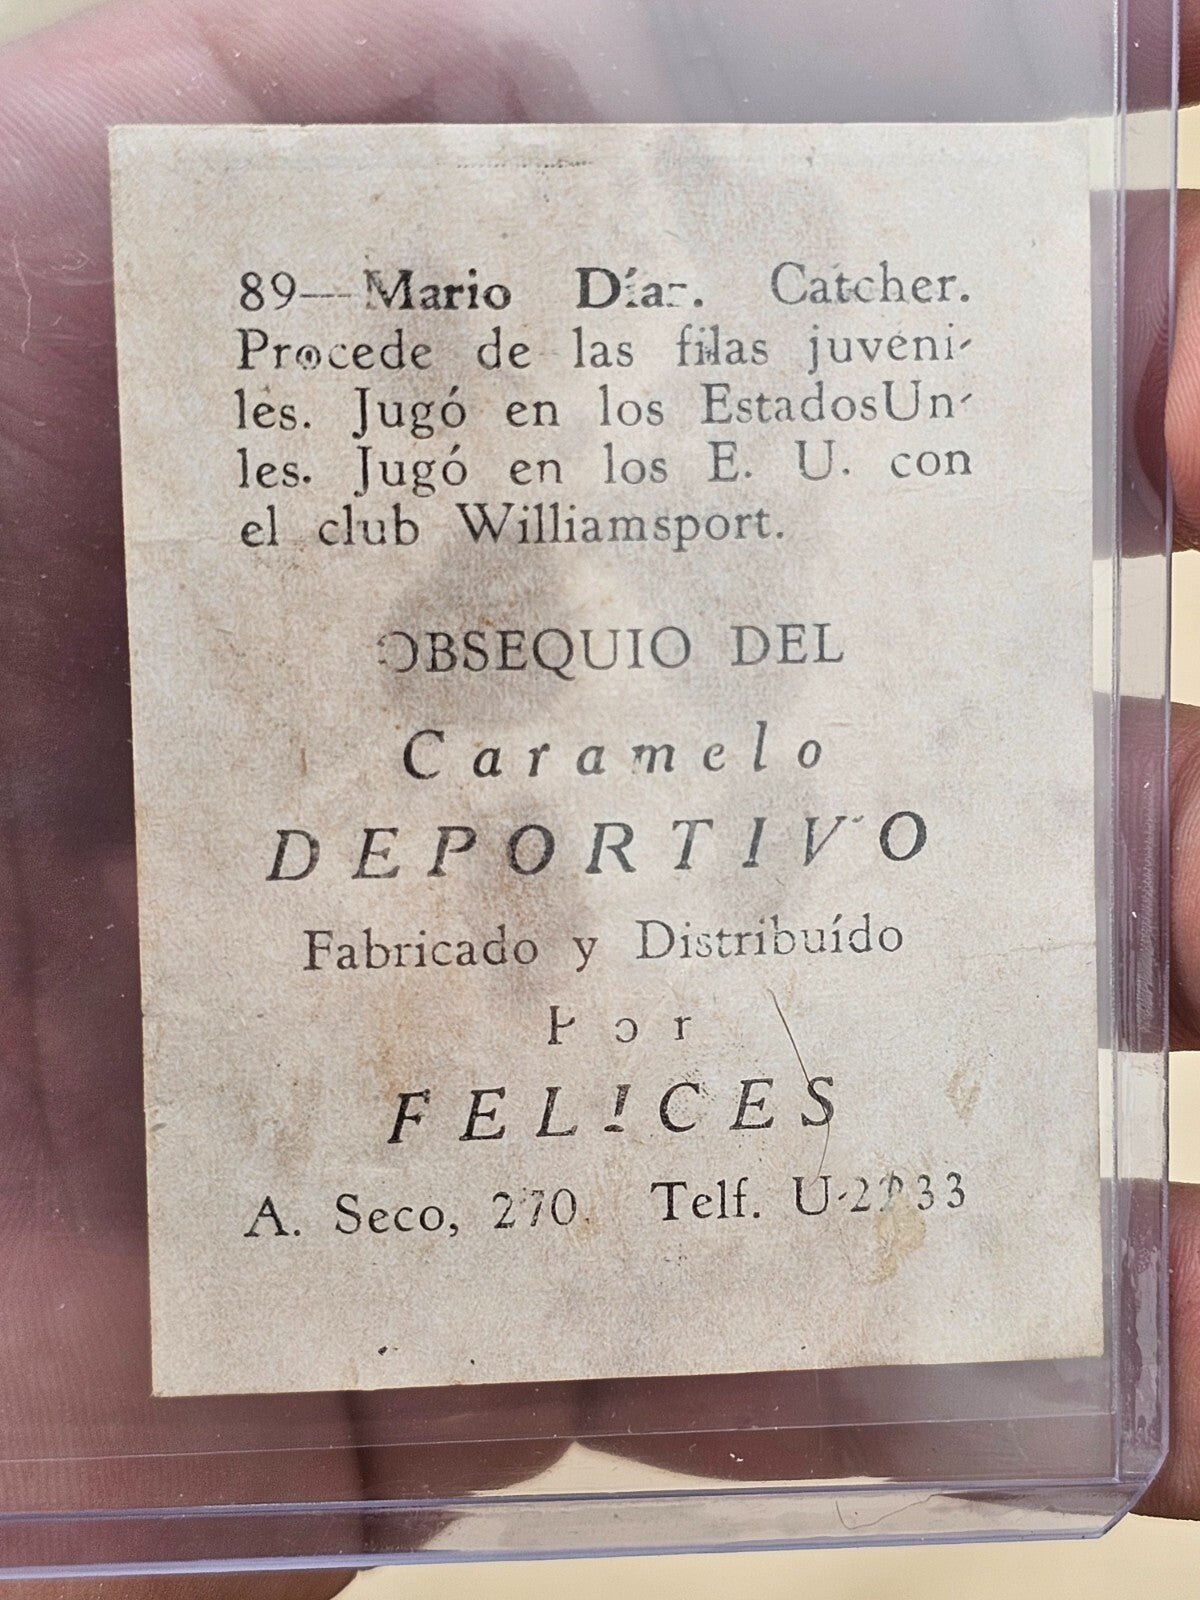 89—Mario Díaz. Catcher.
Procede de las filas juveni-
les. Jugó en los EstadosUn-
les. Jugó en los E. U. con
el club Williamsport.
OBSEQUIO DEL
Caramelo
DEPORTIVO
Fabricado y Distribuído
Por
FELICES
A. Seco, 270. Telf.